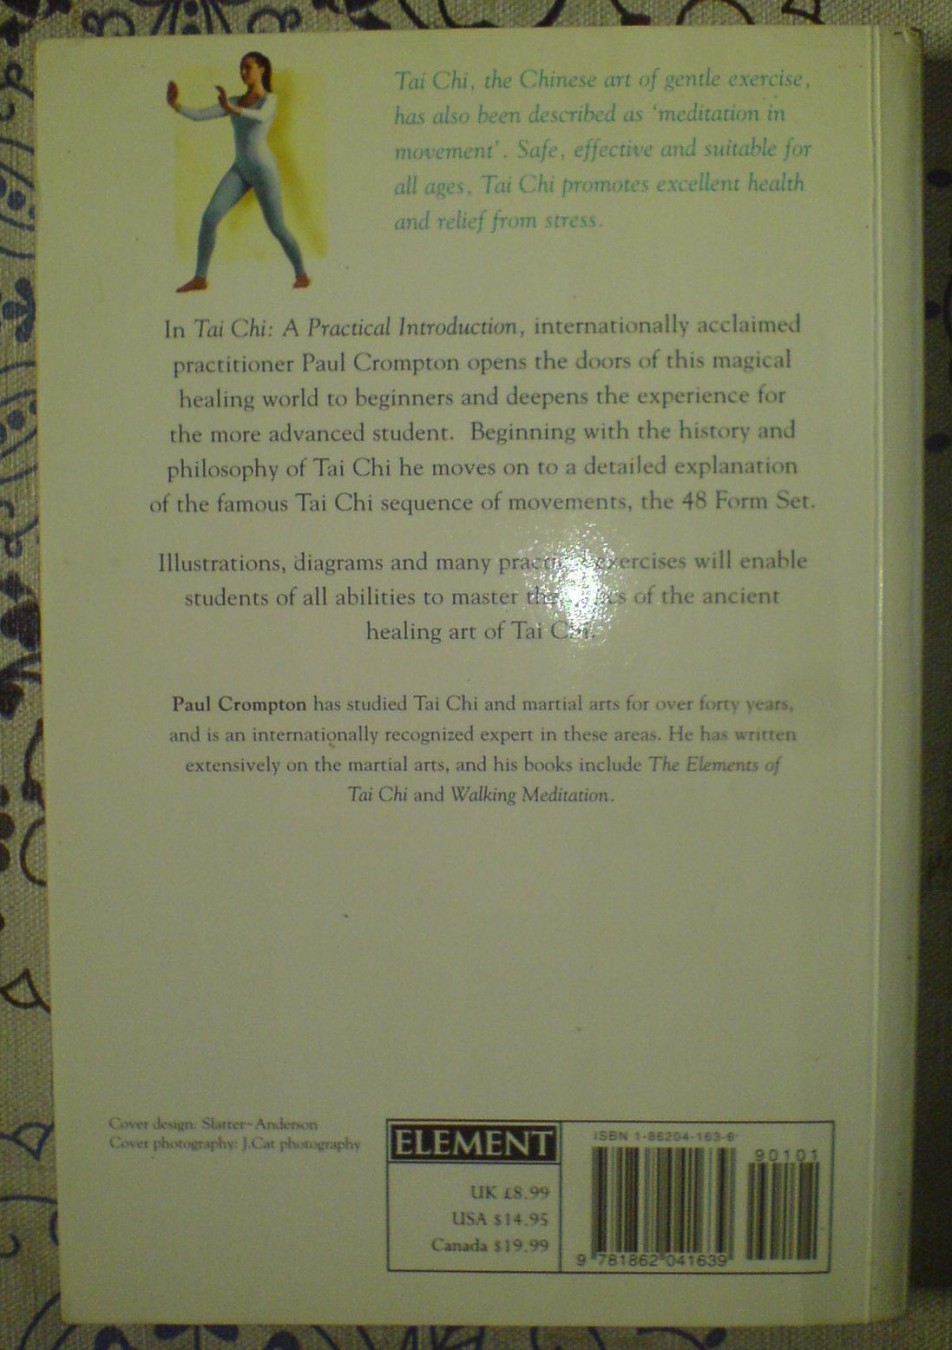 Tai Chi, the Chinese art of gentle exercise,
has also been described as 'meditation in
movement'. Safe, effective and suitable for
all ages, Tai Chi promotes excellent health
and relief from stress.
In Tai Chi: A Practical Introduction, internationally acclaimed
practitioner Paul Crompton opens the doors of this magical
healing world to beginners and deepens the experience for
the more advanced student. Beginning with the history and
philosophy of Tai Chi he moves on to a detailed explanation
of the famous Tai Chi sequence of movements, the 48 Form Set.
Illustrations, diagrams and many practical exercises will enable
students of all abilities to master of the ancient
healing art of Tai Chi.
Paul Crompton has studied Tai Chi and martial arts for over forty years,
and is an internationally recognized expert in these areas. He has written
extensively on the martial arts, and his books include The Elements of
Tai Chi and Walking Meditation.
Cover design: Slatter-Anderson
Cover photography: J.Cat photography
ELEMENT
UK £8.99
USA $14.95
Canada $19.99
ISBN 1-86204-163-6
90101
9 781862 041639